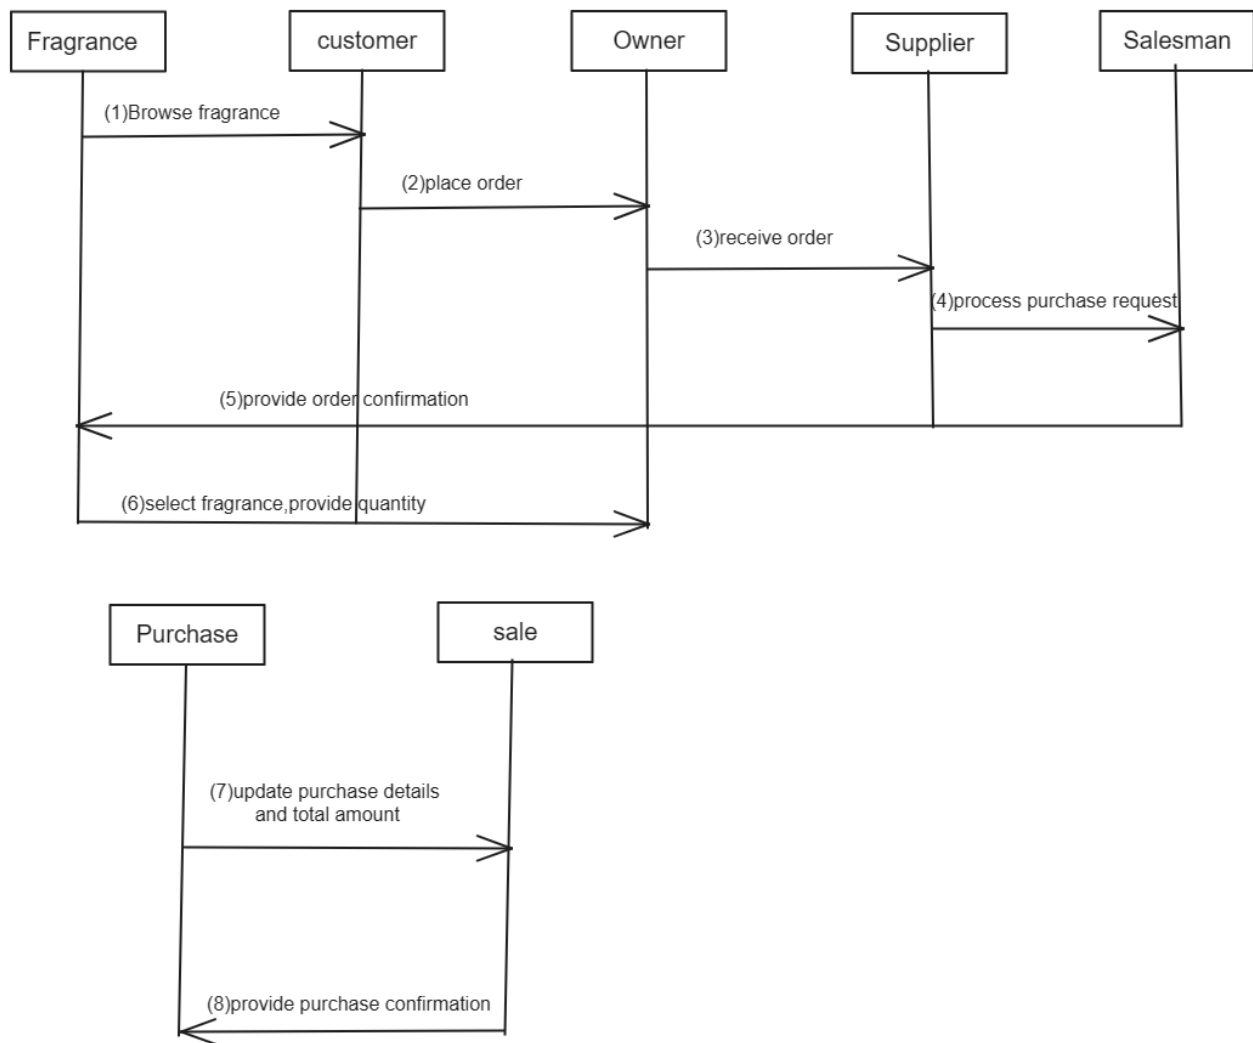 Fragrance
customer
Owner
Supplier
Salesman
(1)Browse fragrance
(2)place order
(3)receive order
(4)process purchase request
(5)provide order confirmation
(6)select fragrance,provide quantity
Purchase
sale
(7)update purchase details
and total amount
(8)provide purchase confirmation